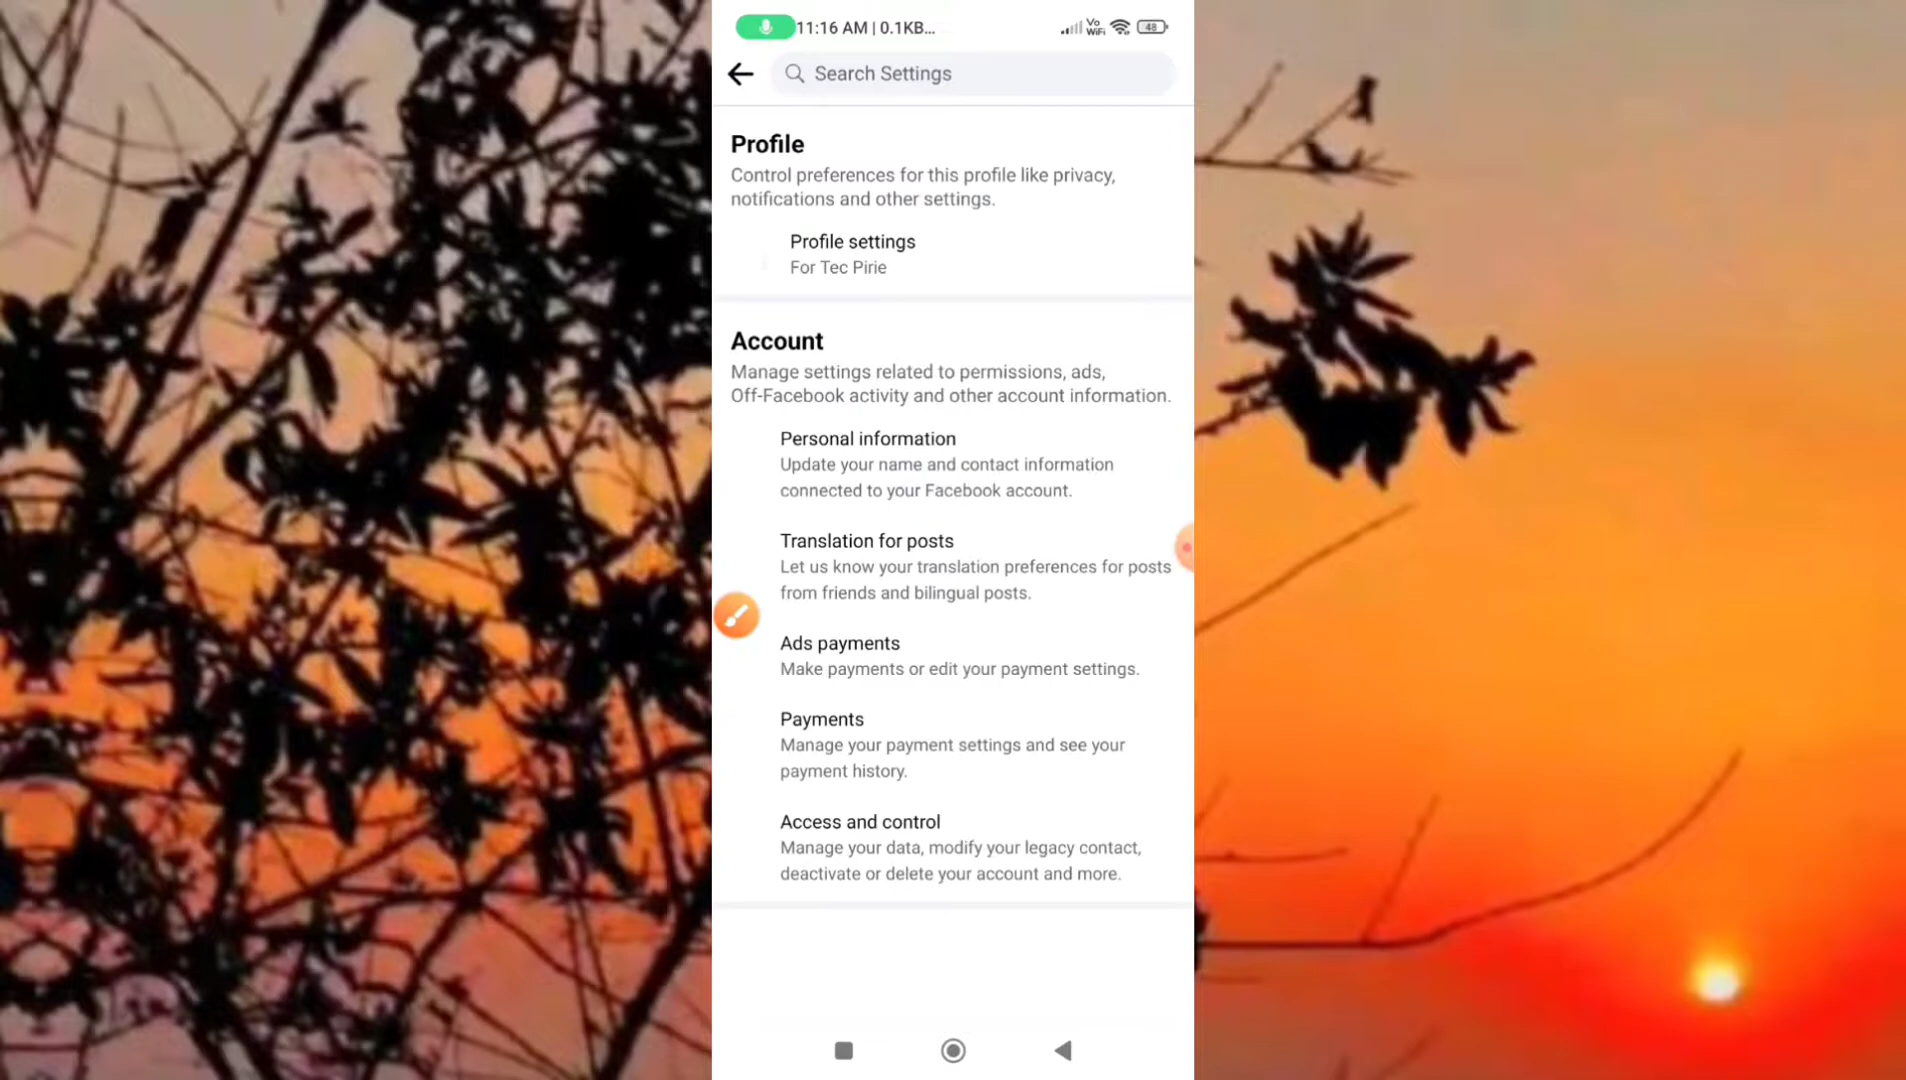 11:16 AM | 0.1KB...
Vo
WiFi
48
Search Settings
Profile
Control preferences for this profile like privacy,
notifications and other settings.
Profile settings
For Tec Pirie
Account
Manage settings related to permissions, ads,
Off-Facebook activity and other account information.
Personal information
Update your name and contact information
connected to your Facebook account.
Translation for posts
Let us know your translation preferences for posts
from friends and bilingual posts.
Ads payments
Make payments or edit your payment settings.
Payments
Manage your payment settings and see your
payment history.
Access and control
Manage your data, modify your legacy contact,
deactivate or delete your account and more.